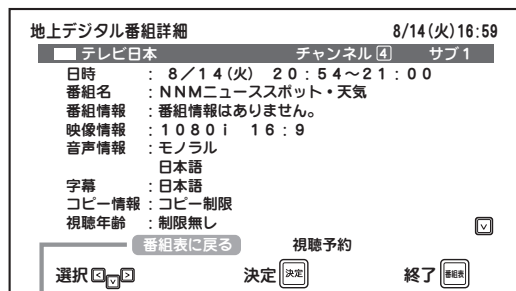 地上デジタル番組詳細 8/14(火)16:59
テレビ日本 チャンネル4 サブ1
日時 : 8/14(火) 20:54~21:00
番組名 : NNMニューススポット・天気
番組情報 : 番組情報はありません。
映像情報 : 1080i 16:9
音声情報 : モノラル
日本語
字幕 : 日本語
コピー情報 : コピー制限
視聴年齢 : 制限無し
番組表に戻る 視聴予約
選択 決定 決定 終了 番組表